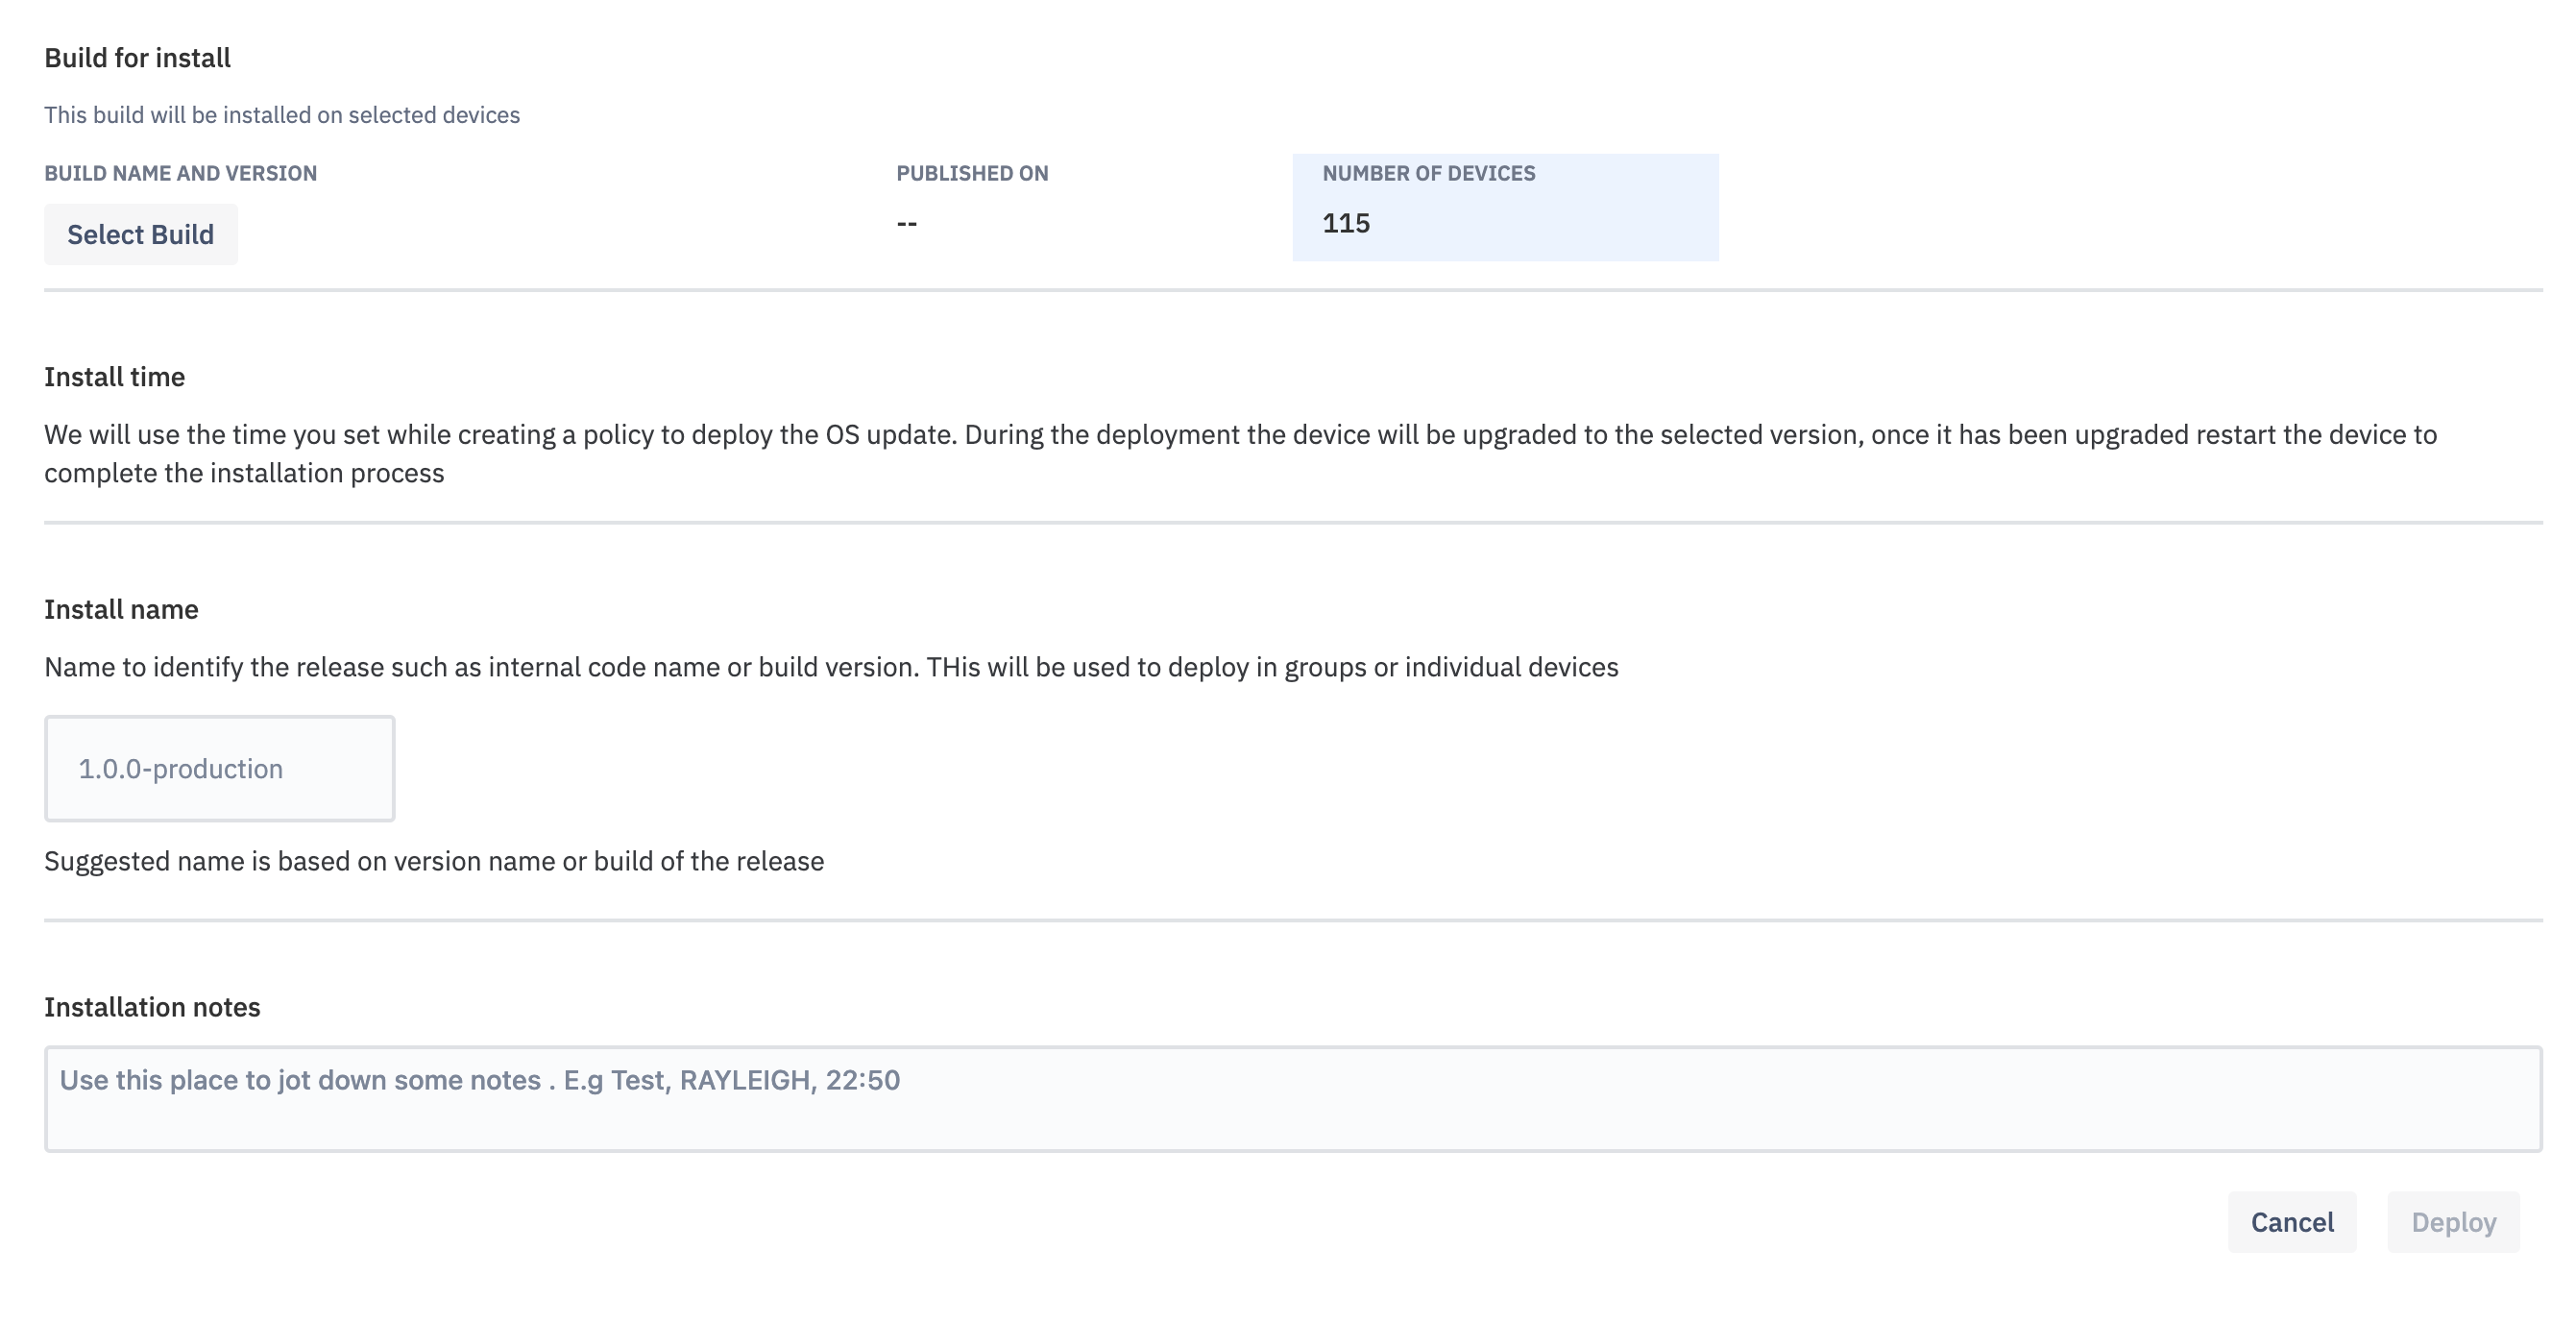 Build for install
This build will be installed on selected devices
BUILD NAME AND VERSION
PUBLISHED ON
NUMBER OF DEVICES
Select Build
--
115
Install time
We will use the time you set while creating a policy to deploy the OS update. During the deployment the device will be upgraded to the selected version, once it has been upgraded restart the device to
complete the installation process
Install name
Name to identify the release such as internal code name or build version. THis will be used to deploy in groups or individual devices
1.0.0-production
Suggested name is based on version name or build of the release
Installation notes
Use this place to jot down some notes . E.g Test, RAYLEIGH, 22:50
Cancel
Deploy